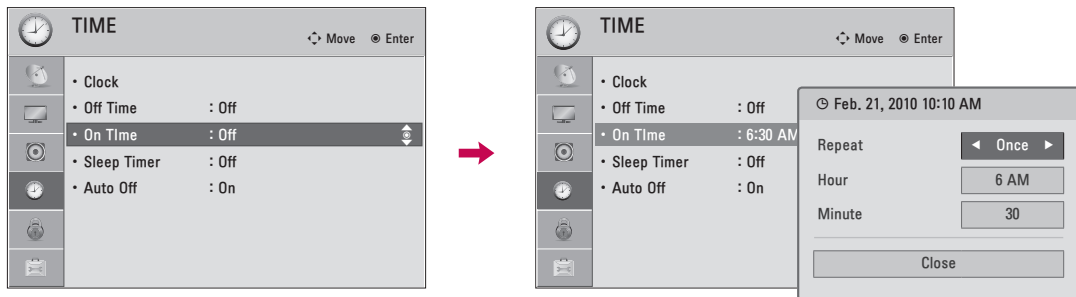 TIME
Move Enter
• Clock
• Off Time : Off
• On TIme : Off
• Sleep Timer : Off
• Auto Off : On
TIME
Move Enter
• Clock
• Off Time : Off
• On TIme : 6:30 AM
• Sleep Timer : Off
• Auto Off : On
Feb. 21, 2010 10:10 AM
Repeat ◀ Once ▶
Hour 6 AM
Minute 30
Close